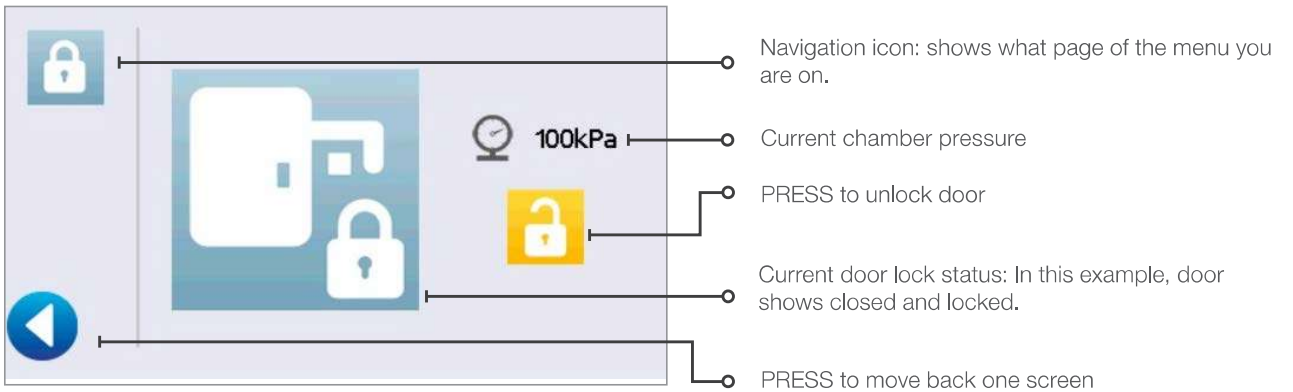 Navigation icon: shows what page of the menu you
are on.
100kPa
Current chamber pressure
PRESS to unlock door
Current door lock status: In this example, door
shows closed and locked.
PRESS to move back one screen